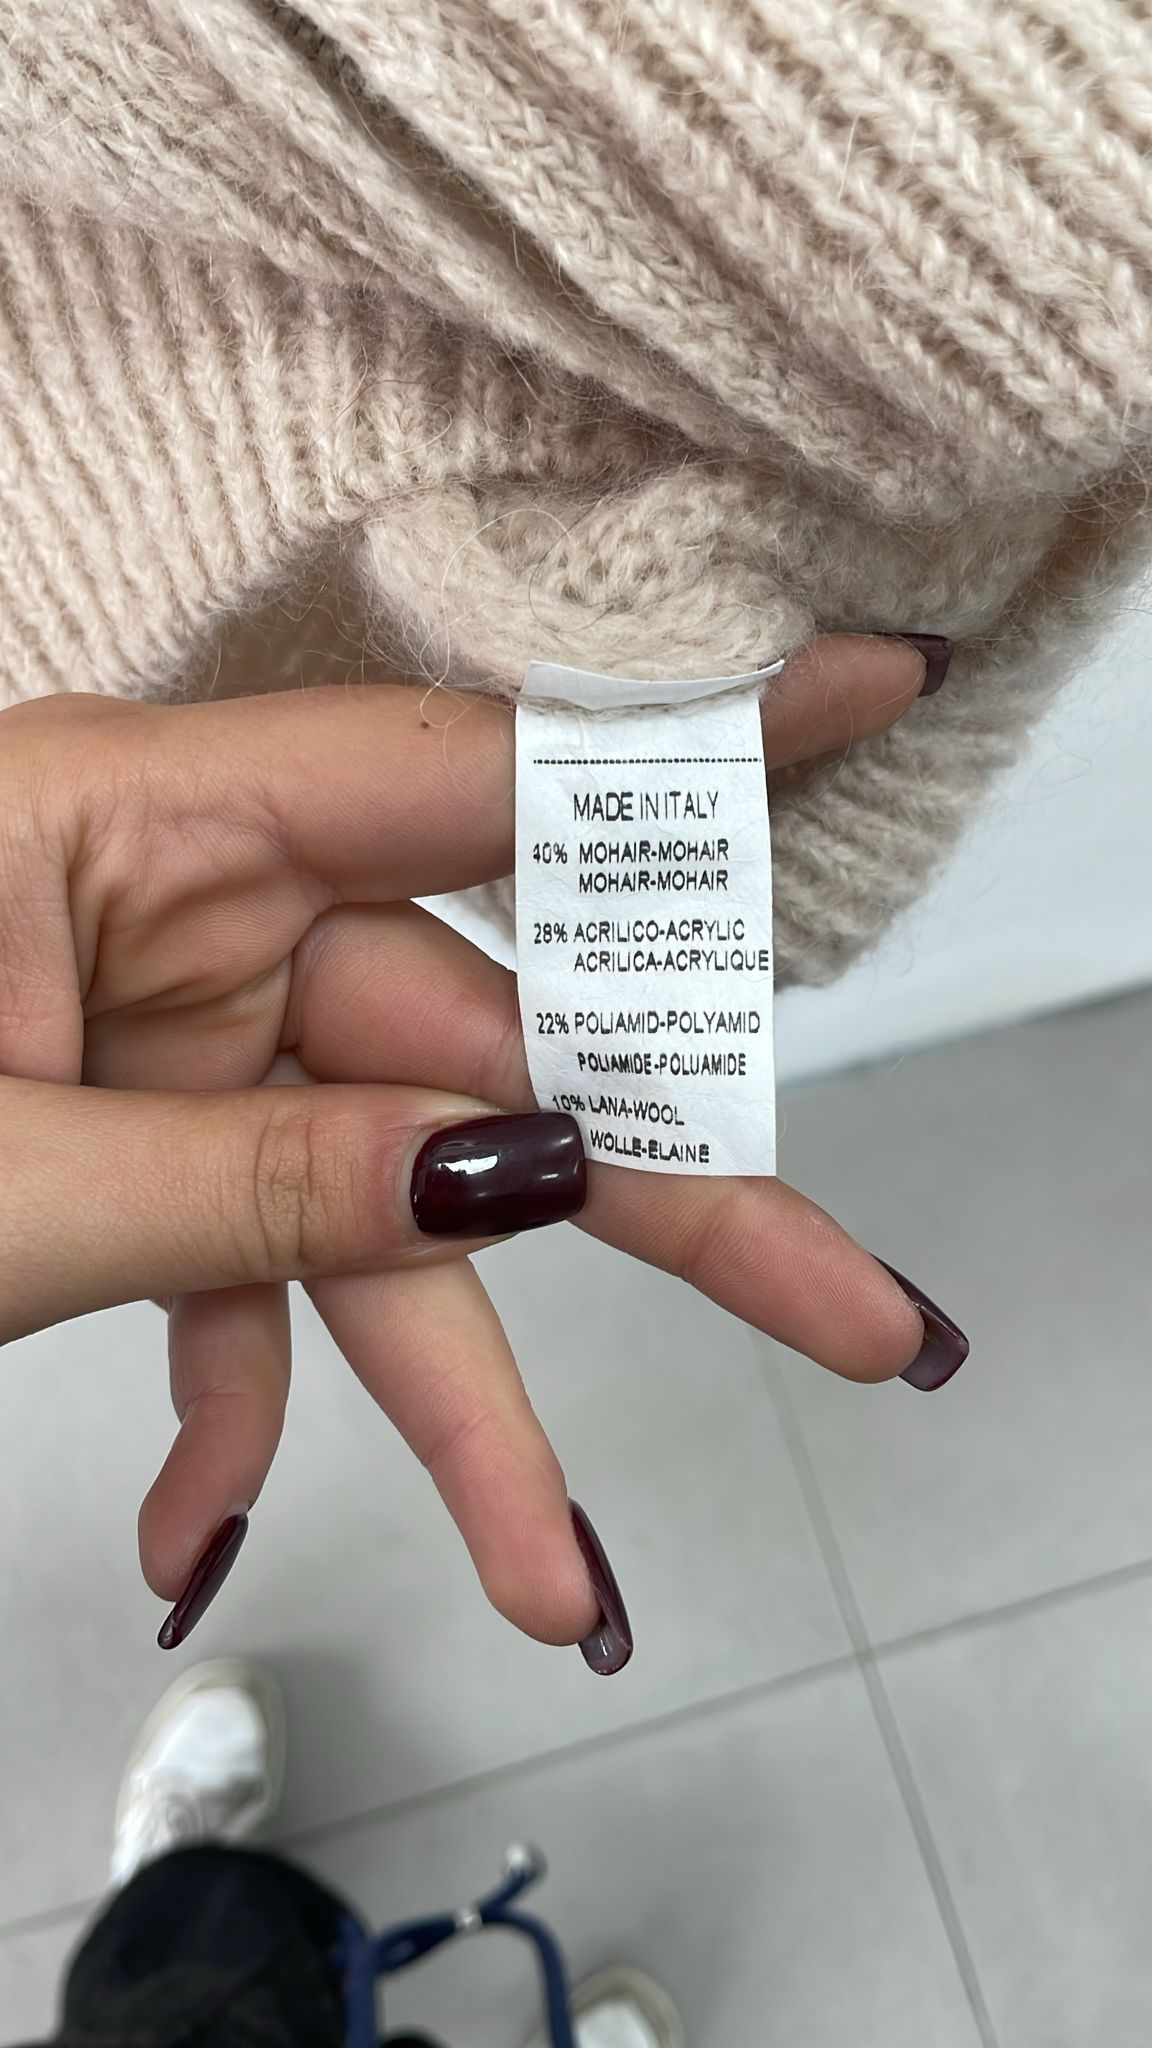 MADE IN ITALY
40% MOHAIR-MOHAIR
MOHAIR-MOHAIR
28% ACRILICO-ACRYLIC
ACRILICA-ACRYLIQUE
22% POLIAMID-POLYAMID
POLIAMIDE-POLUAMIDE
10% LANA-WOOL
WOLLE-ELAINE